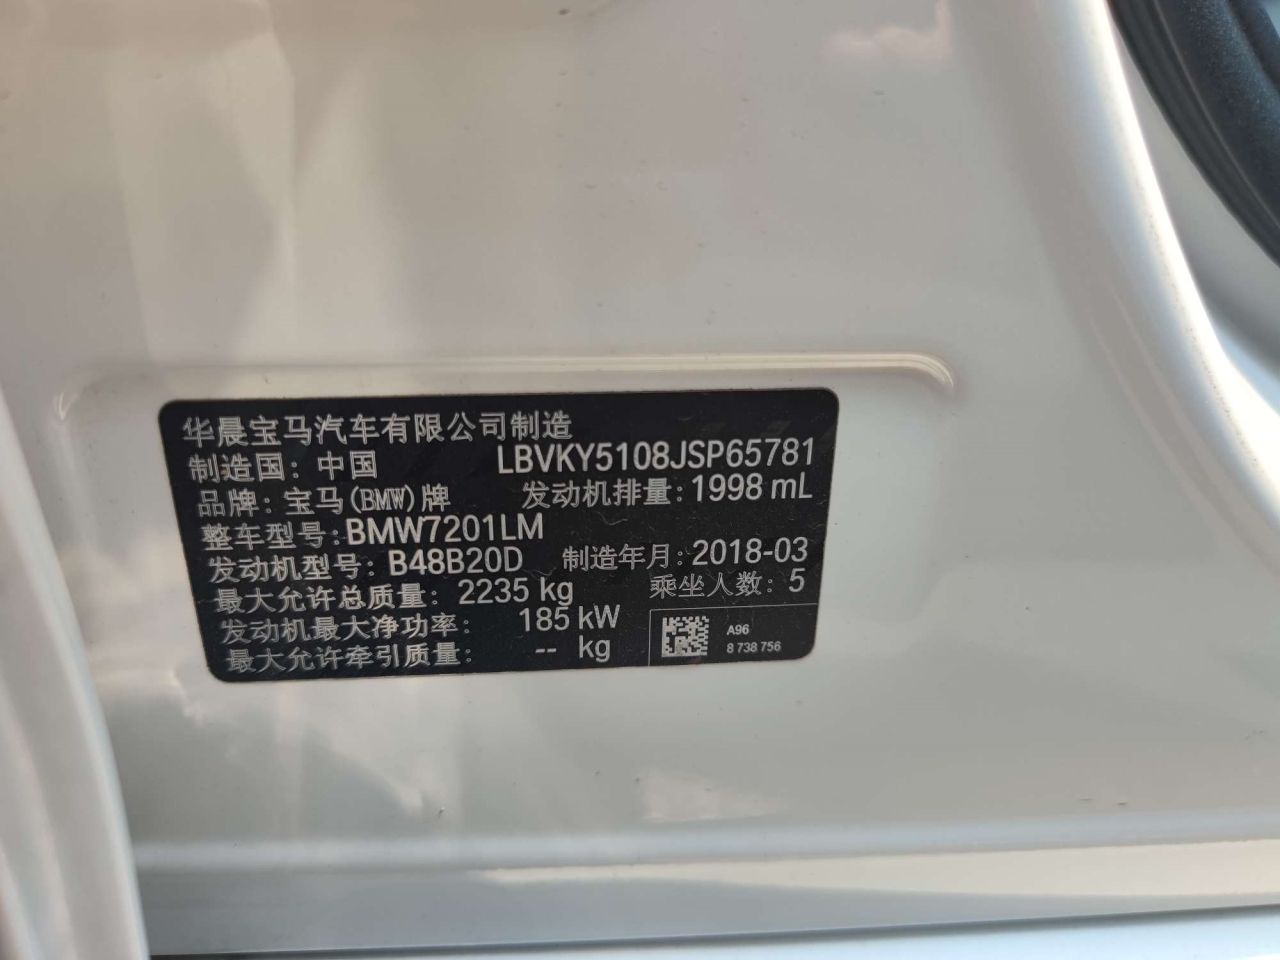 华晨宝马汽车有限公司制造
制造国: 中国 LBVKY5108JSP65781
品牌: 宝马(BMW)牌 发动机排量: 1998 mL
整车型号: BMW7201LM
发动机型号: B48B20D 制造年月: 2018-03
最大允许总质量: 2235 kg 乘坐人数: 5
发动机最大净功率: 185 kW
最大允许牵引质量: -- kg
A96
8 738 756